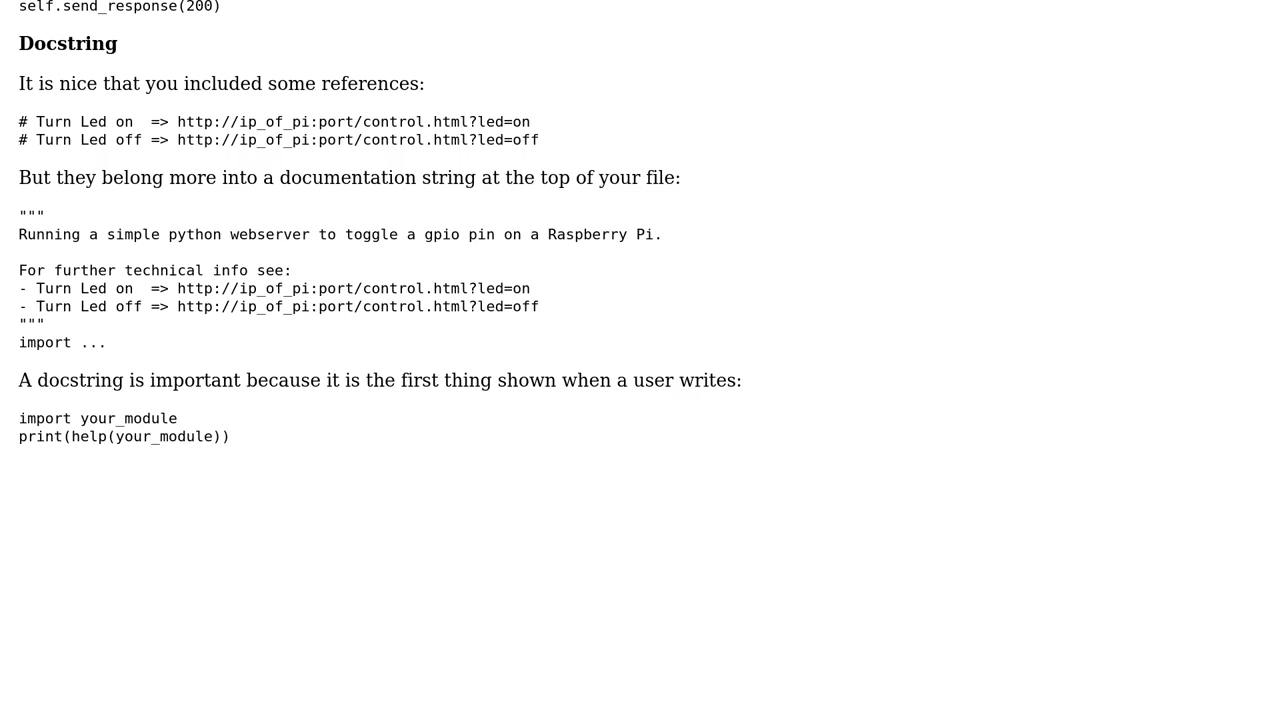 self.send_response(200)
Docstring
It is nice that you included some references:
# Turn Led on  => http://ip_of_pi:port/control.html?led=on
# Turn Led off => http://ip_of_pi:port/control.html?led=off
But they belong more into a documentation string at the top of your file:
"""
Running a simple python webserver to toggle a gpio pin on a Raspberry Pi.
For further technical info see:
- Turn Led on  => http://ip_of_pi:port/control.html?led=on
- Turn Led off => http://ip_of_pi:port/control.html?led=off
"""
import ...
A docstring is important because it is the first thing shown when a user writes:
import your_module
print(help(your_module))